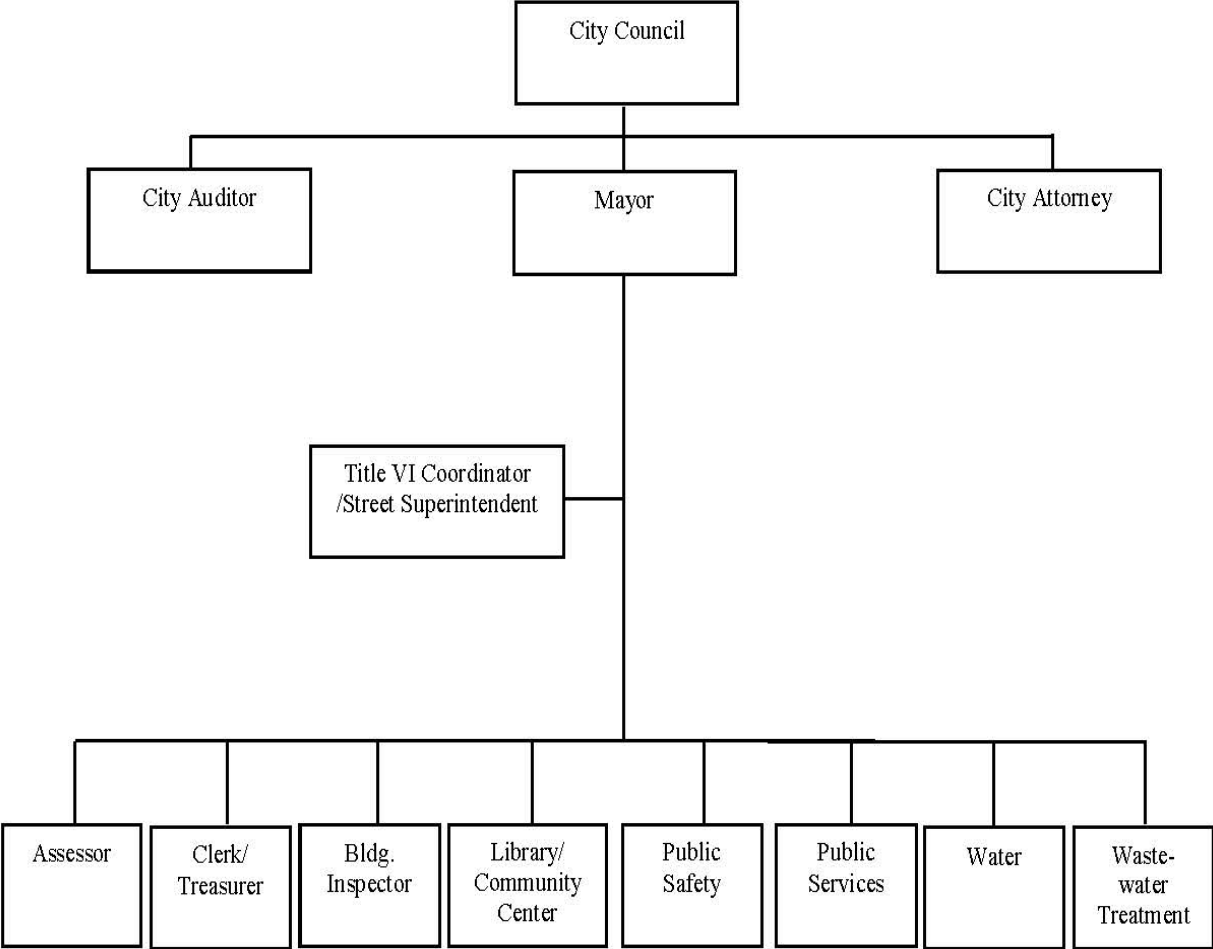 City Council
City Auditor
Mayor
City Attorney
Title VI Coordinator
/Street Superintendent
Assessor
Clerk/
Treasurer
Bldg.
Inspector
Library/
Community
Center
Public
Safety
Public
Services
Water
Waste-
water
Treatment